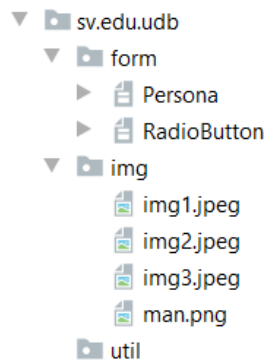 sv.edu.udb
form
Persona
RadioButton
img
img1.jpeg
img2.jpeg
img3.jpeg
man.png
util